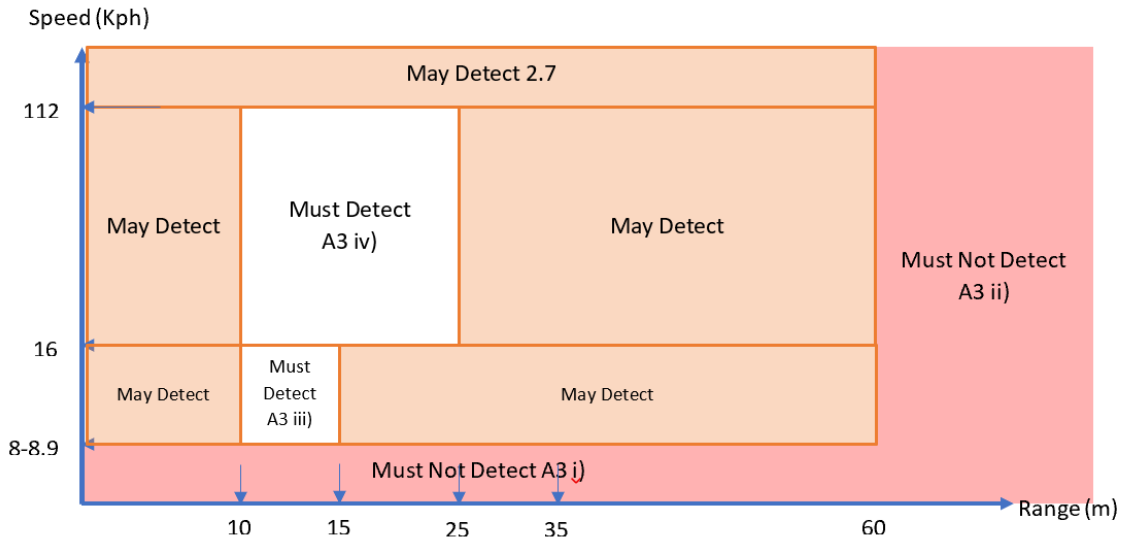 Speed (Kph)
May Detect 2.7
112
May Detect
Must Detect
A3 iv)
May Detect
Must Not Detect
A3 ii)
16
May Detect
Must
Detect
A3 iii)
May Detect
8-8.9
Must Not Detect A3 i)
10
15
25
35
60
Range (m)